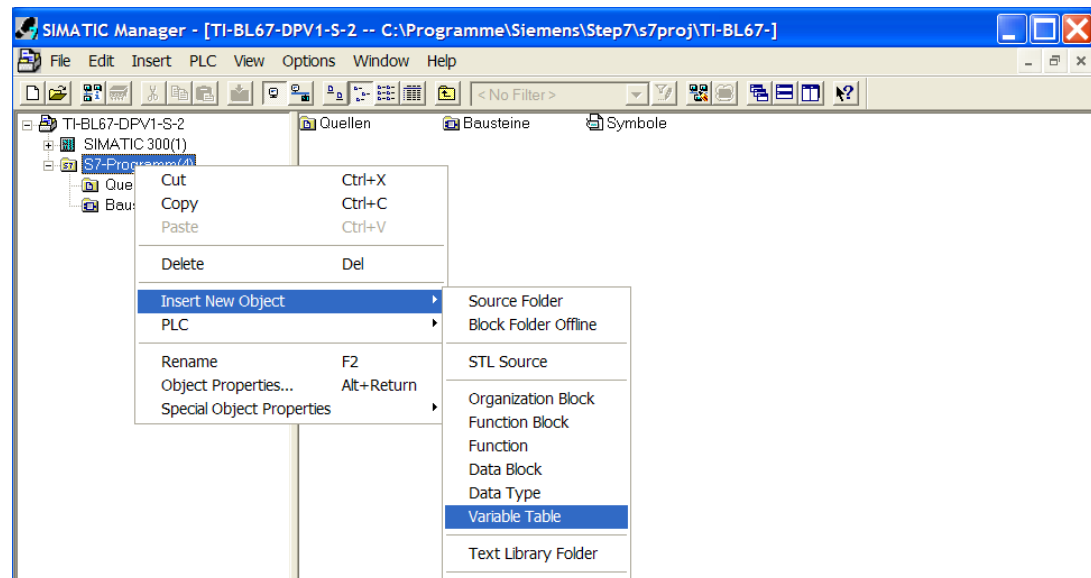 SIMATIC Manager - [TI-BL67-DPV1-S-2 -- C:\Programme\Siemens\Step7\s7proj\TI-BL67-]
File Edit Insert PLC View Options Window Help
< No Filter >
TI-BL67-DPV1-S-2
SIMATIC 300(1)
S7-Programm(4)
Que
Baus
Quellen Bausteine Symbole
Cut Ctrl+X
Copy Ctrl+C
Paste Ctrl+V
Delete Del
Insert New Object
PLC
Rename F2
Object Properties... Alt+Return
Special Object Properties
Source Folder
Block Folder Offline
STL Source
Organization Block
Function Block
Function
Data Block
Data Type
Variable Table
Text Library Folder